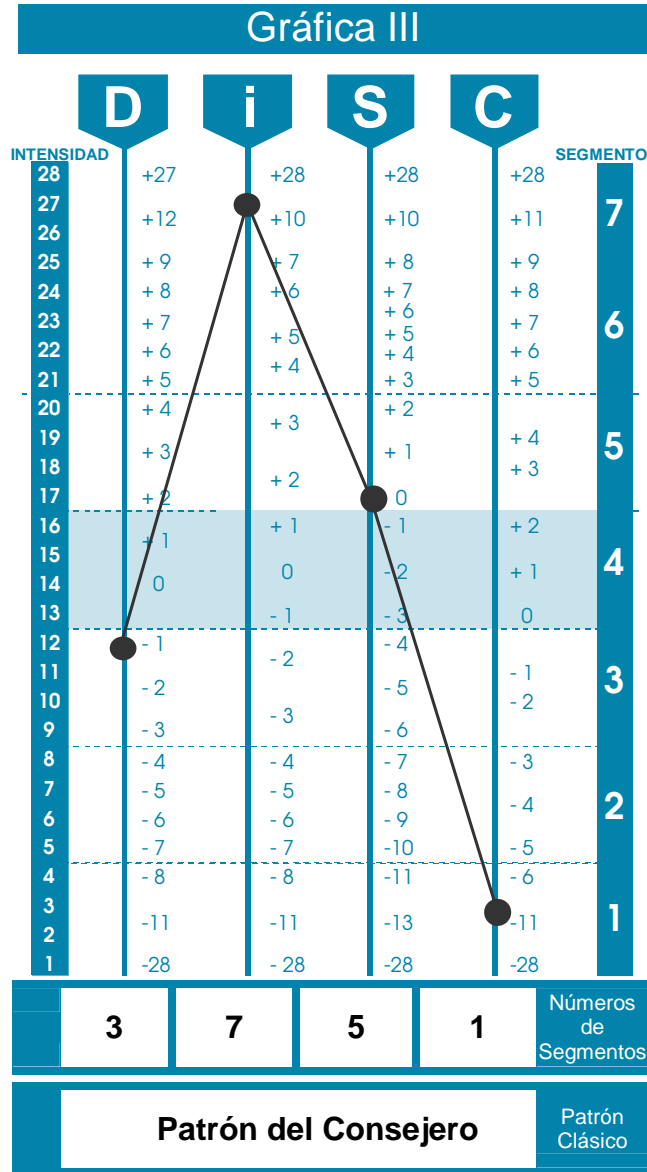 Gráfica III
D i S C
INTENSIDAD SEGMENTO
28 +27 +28 +28 +28
27 7
+12 +10 +10 +11
26
25 + 9 + 7 + 8 + 9
24 + 8 + 6 + 7 + 8
+ 6
23 + 7 + 5 + 5 + 7 6
22 + 6 + 4 + 4 + 6
21 + 5 + 3 + 5
20 + 4 + 3 + 2
19 + 3 + 1 + 4 5
18 + 2 + 3
17 + 2 0
16 + 1 + 1 - 1 + 2
15 4
14 0 0 - 2 + 1
13 - 1 - 3 0
12 - 1 - 2 - 4
11 - 2 - 5 - 1 3
10 - 3 - 2
9 - 3 - 6
8 - 4 - 4 - 7 - 3
7 - 5 - 5 - 8 - 4 2
6 - 6 - 6 - 9
5 - 7 - 7 -10 - 5
4 - 8 - 8 -11 - 6
3 -11 -11 -13 -11 1
2
1 -28 - 28 -28 -28
3 7 5 1
Números
de
Segmentos
Patrón del Consejero
Patrón
Clásico